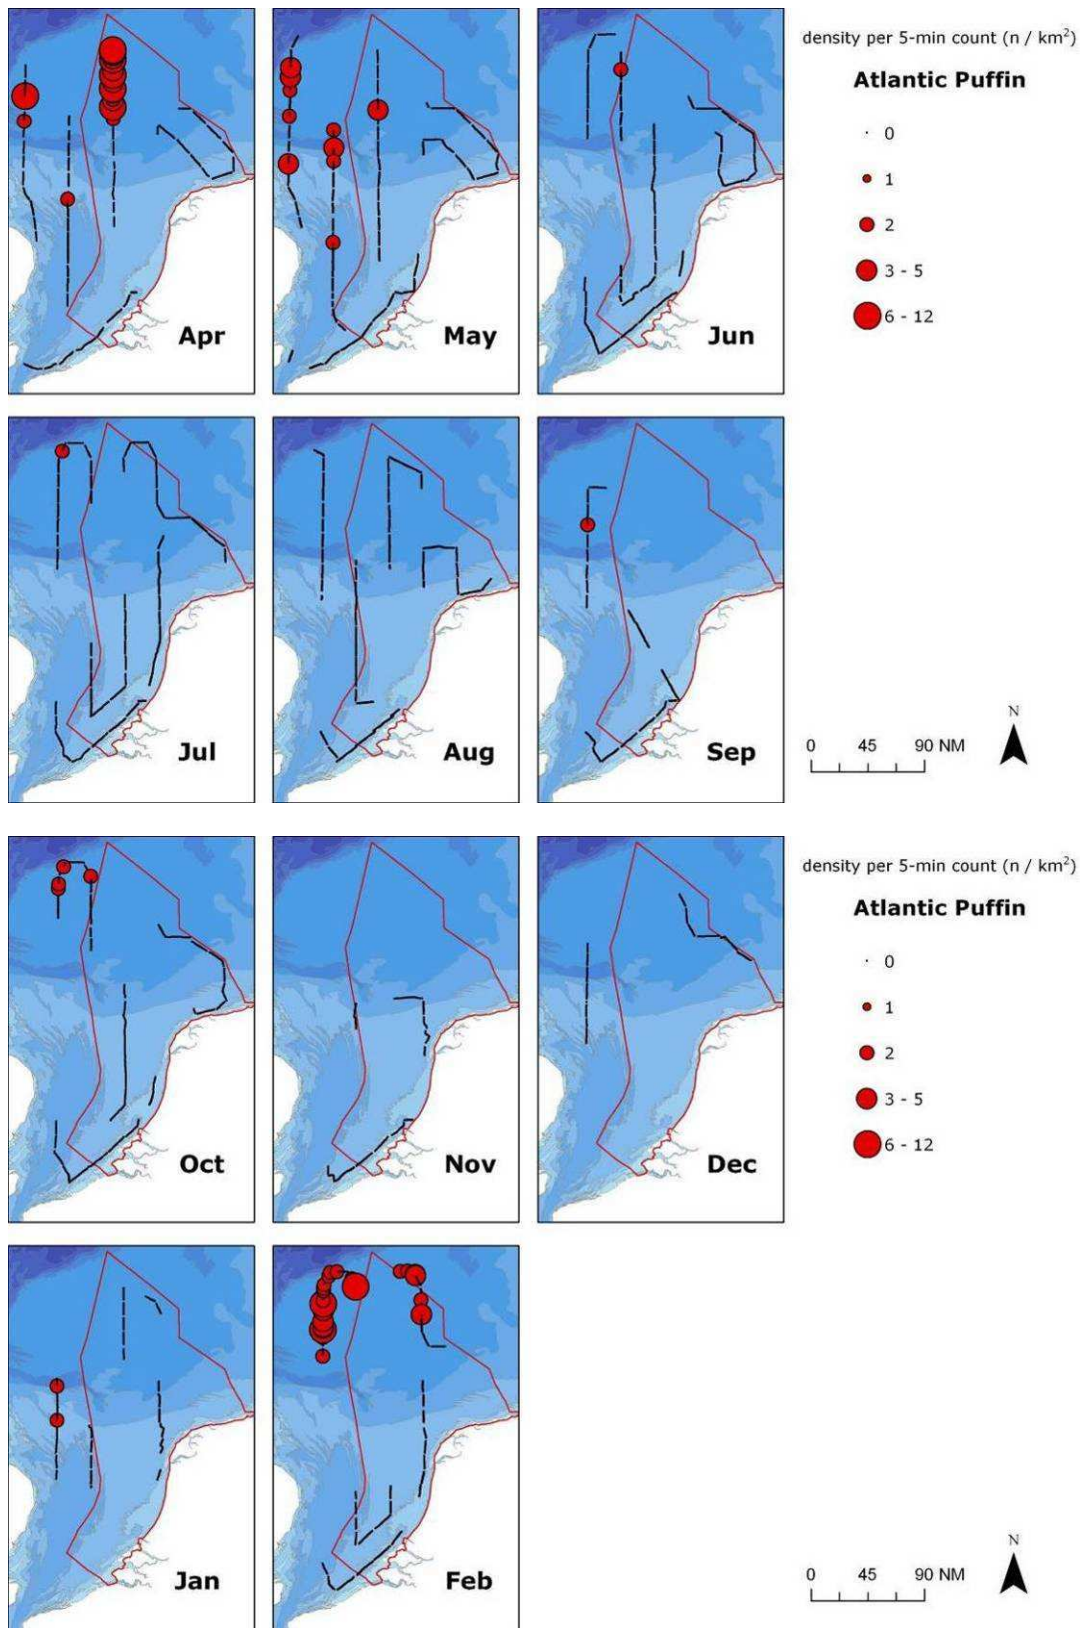 density per 5-min count (n / km²)
Atlantic Puffin
0
1
2
3 - 5
6 - 12
Apr
May
Jun
Jul
Aug
Sep
N
0 45 90 NM
density per 5-min count (n / km²)
Atlantic Puffin
0
1
2
3 - 5
6 - 12
Oct
Nov
Dec
Jan
Feb
N
0 45 90 NM